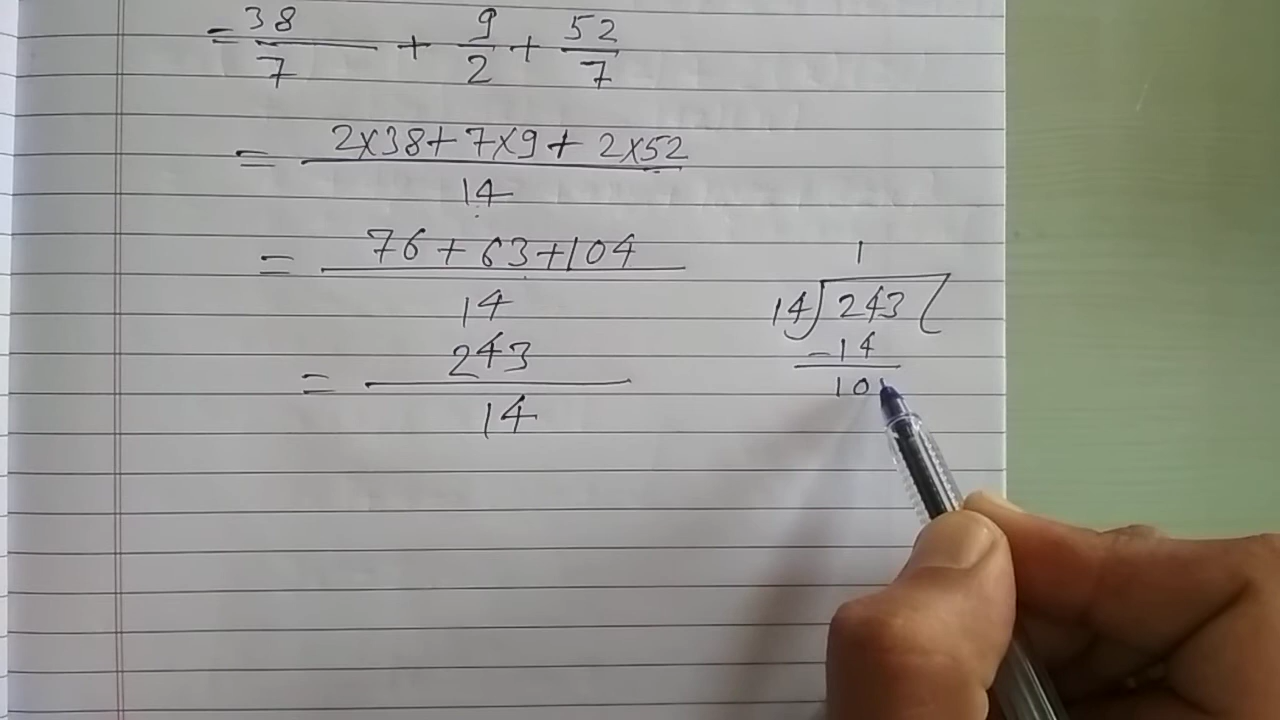 = 38/7 + 9/2 + 52/7
= 2x38+ 7x9+ 2x52 / 14
= 76+63+104 / 14
= 243 / 14
1
14)243(
-14
10